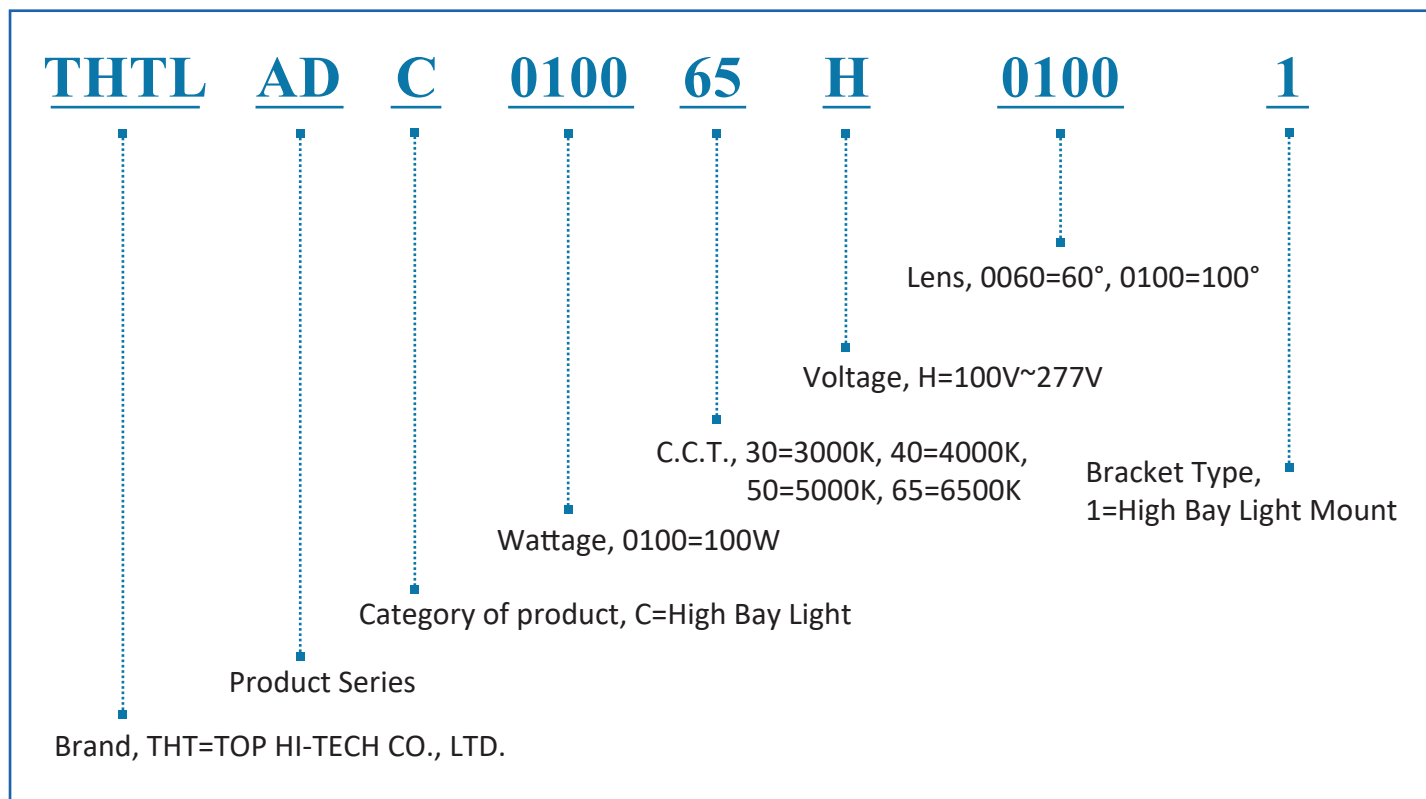 THTL AD C 0100 65 H 0100 1
Lens, 0060=60°, 0100=100°
Voltage, H=100V~277V
C.C.T., 30=3000K, 40=4000K,
50=5000K, 65=6500K
Bracket Type,
1=High Bay Light Mount
Wattage, 0100=100W
Category of product, C=High Bay Light
Product Series
Brand, THT=TOP HI-TECH CO., LTD.